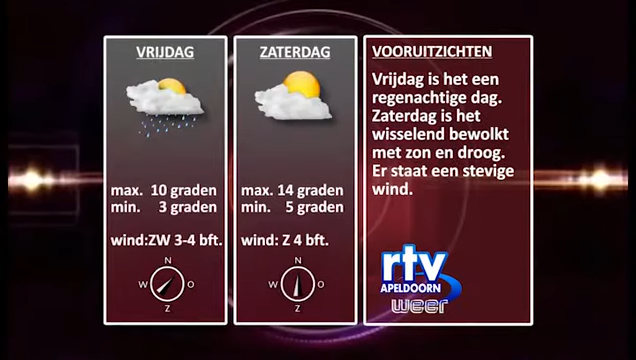 VRIJDAG
max. 10 graden
min. 3 graden
wind:ZW 3-4 bft.
N
W O
Z
ZATERDAG
max. 14 graden
min. 5 graden
wind: Z 4 bft.
N
W O
Z
VOORUITZICHTEN
Vrijdag is het een
regenachtige dag.
Zaterdag is het
wisselend bewolkt
met zon en droog.
Er staat een stevige
wind.
rtv
APELDOORN
weer